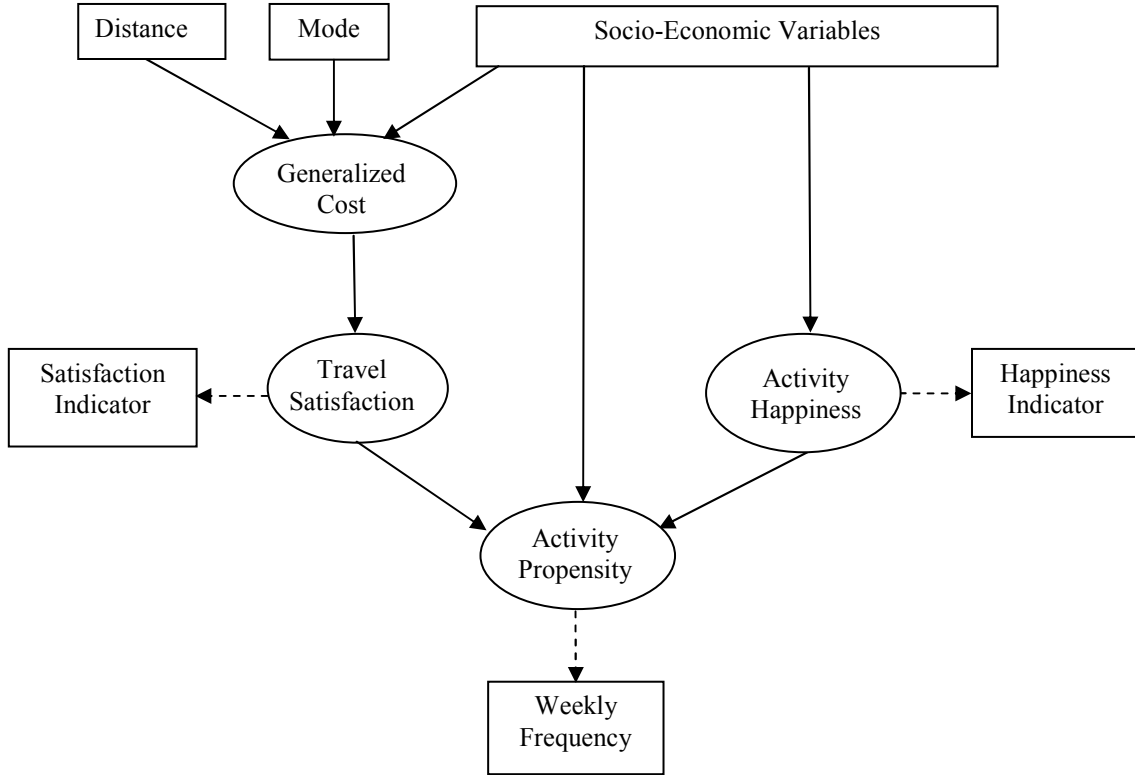 Distance
Mode
Socio-Economic Variables
Generalized
Cost
Satisfaction
Indicator
Travel
Satisfaction
Activity
Happiness
Happiness
Indicator
Activity
Propensity
Weekly
Frequency